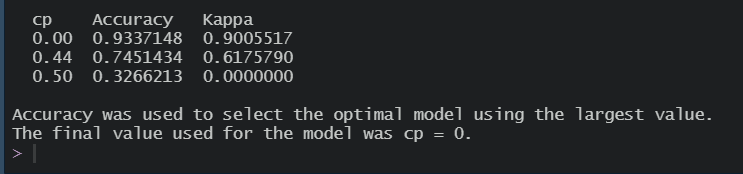 cp Accuracy Kappa
0.00 0.9337148 0.9005517
0.44 0.7451434 0.6175790
0.50 0.3266213 0.0000000
Accuracy was used to select the optimal model using the largest value.
The final value used for the model was cp = 0.
>